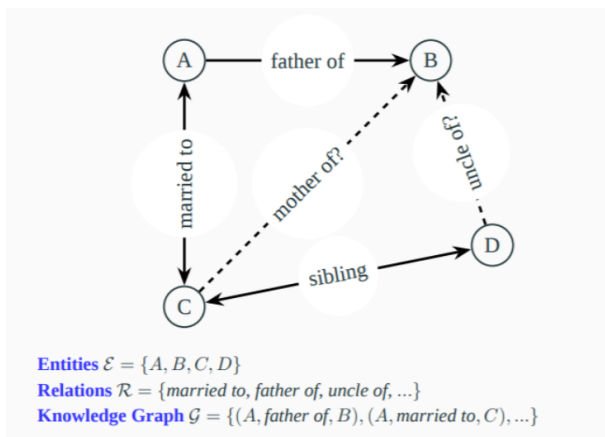 A
father of
B
married to
mother of?
uncle of?
D
sibling
C
Entities ℰ = {A, B, C, D}
Relations ℛ = {married to, father of, uncle of, ...}
Knowledge Graph 𝒢 = {(A, father of, B), (A, married to, C), ...}